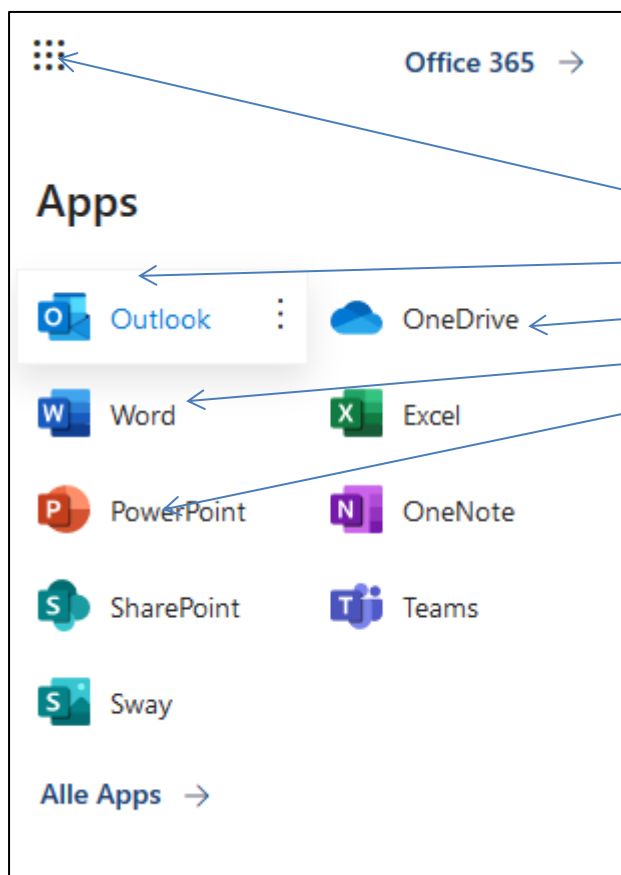 Office 365 →
Apps
Outlook
OneDrive
Word
Excel
PowerPoint
OneNote
SharePoint
Teams
Sway
Alle Apps →